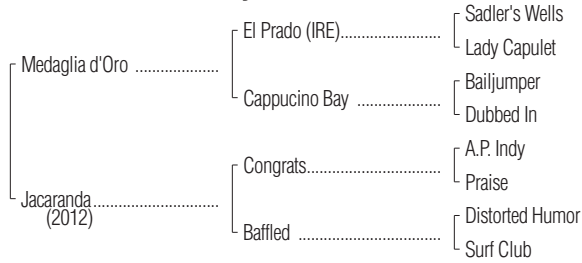 Sadler's Wells
El Prado (IRE)
Lady Capulet
Medaglia d'Oro
Bailjumper
Cappucino Bay
Dubbed In
A.P. Indy
Congrats
Praise
Jacaranda
(2012)
Distorted Humor
Baffled
Surf Club